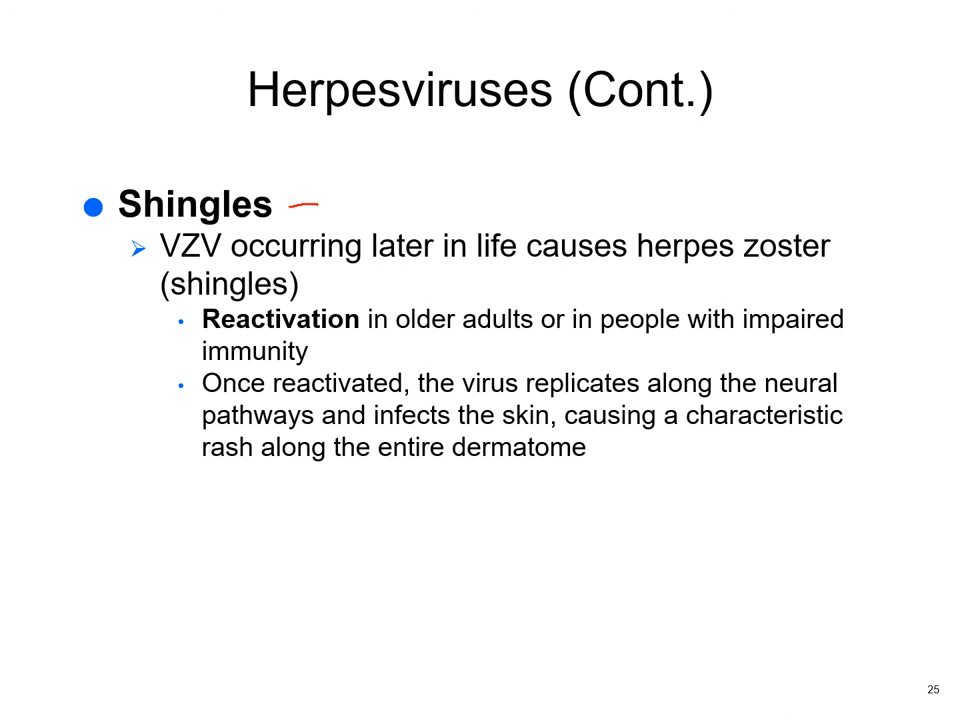 Herpesviruses (Cont.)
Shingles
VZV occurring later in life causes herpes zoster
(shingles)
Reactivation in older adults or in people with impaired
immunity
Once reactivated, the virus replicates along the neural
pathways and infects the skin, causing a characteristic
rash along the entire dermatome
25